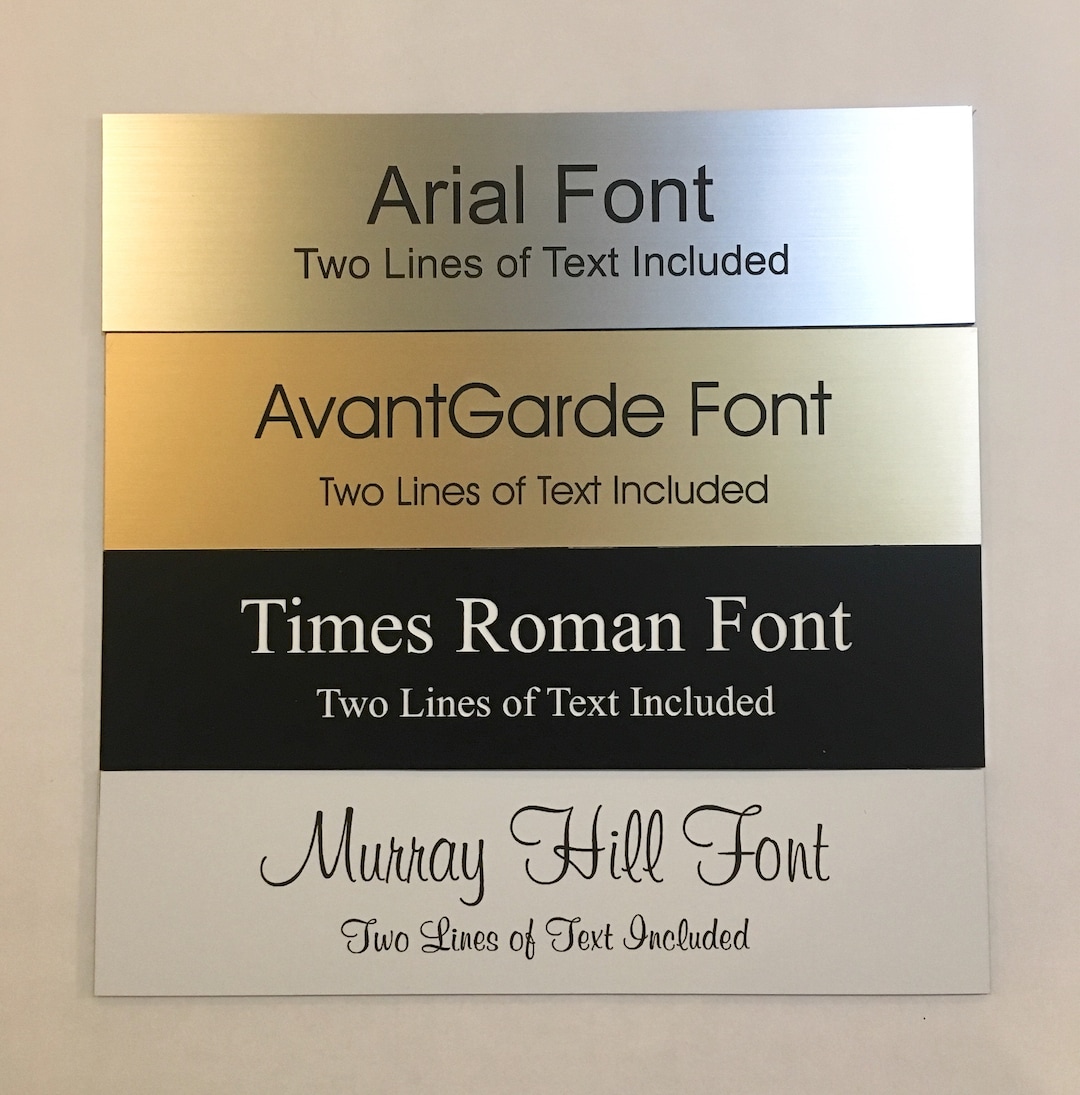 Arial Font
Two Lines of Text Included
AvantGarde Font
Two Lines of Text Included
Times Roman Font
Two Lines of Text Included
Murray Hill Font
Two Lines of Text Included